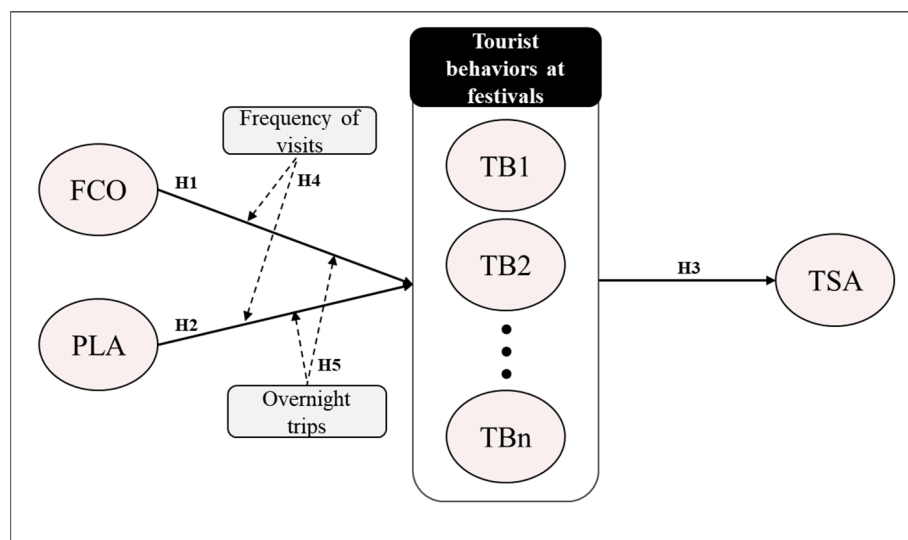 Tourist
behaviors at
festivals
Frequency of
visits
TB1
FCO
H1
H4
TB2
H3
TSA
H2
PLA
H5
Overnight
trips
TBn